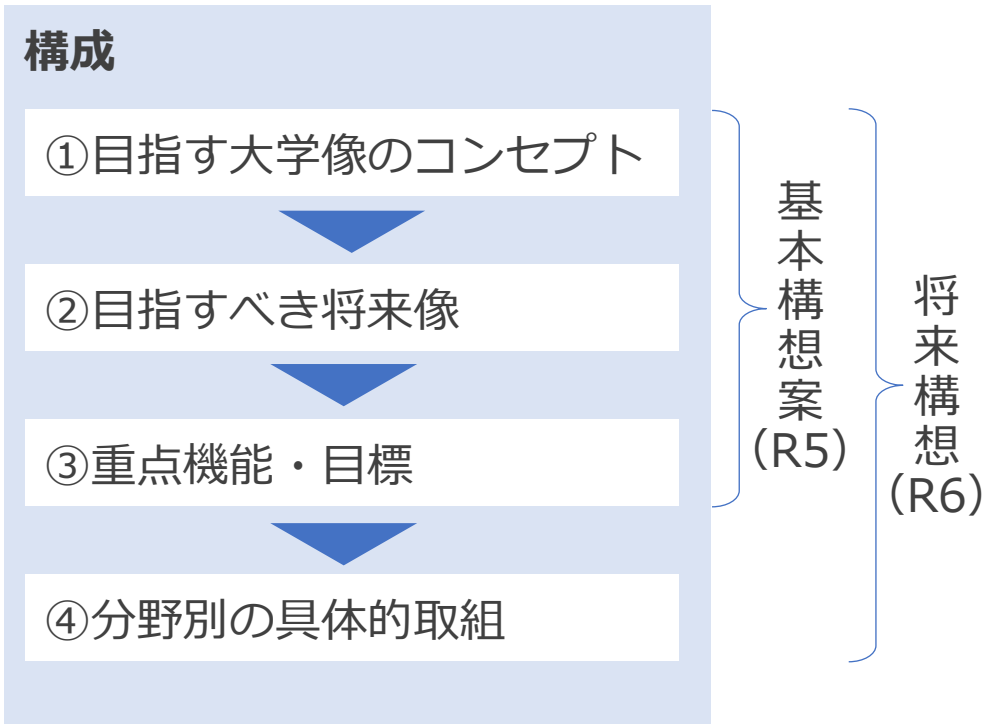 構成
①目指す大学像のコンセプト
②目指すべき将来像
③重点機能・目標
④分野別の具体的取組
基本構想案
（R5）
将来構想
（R6）